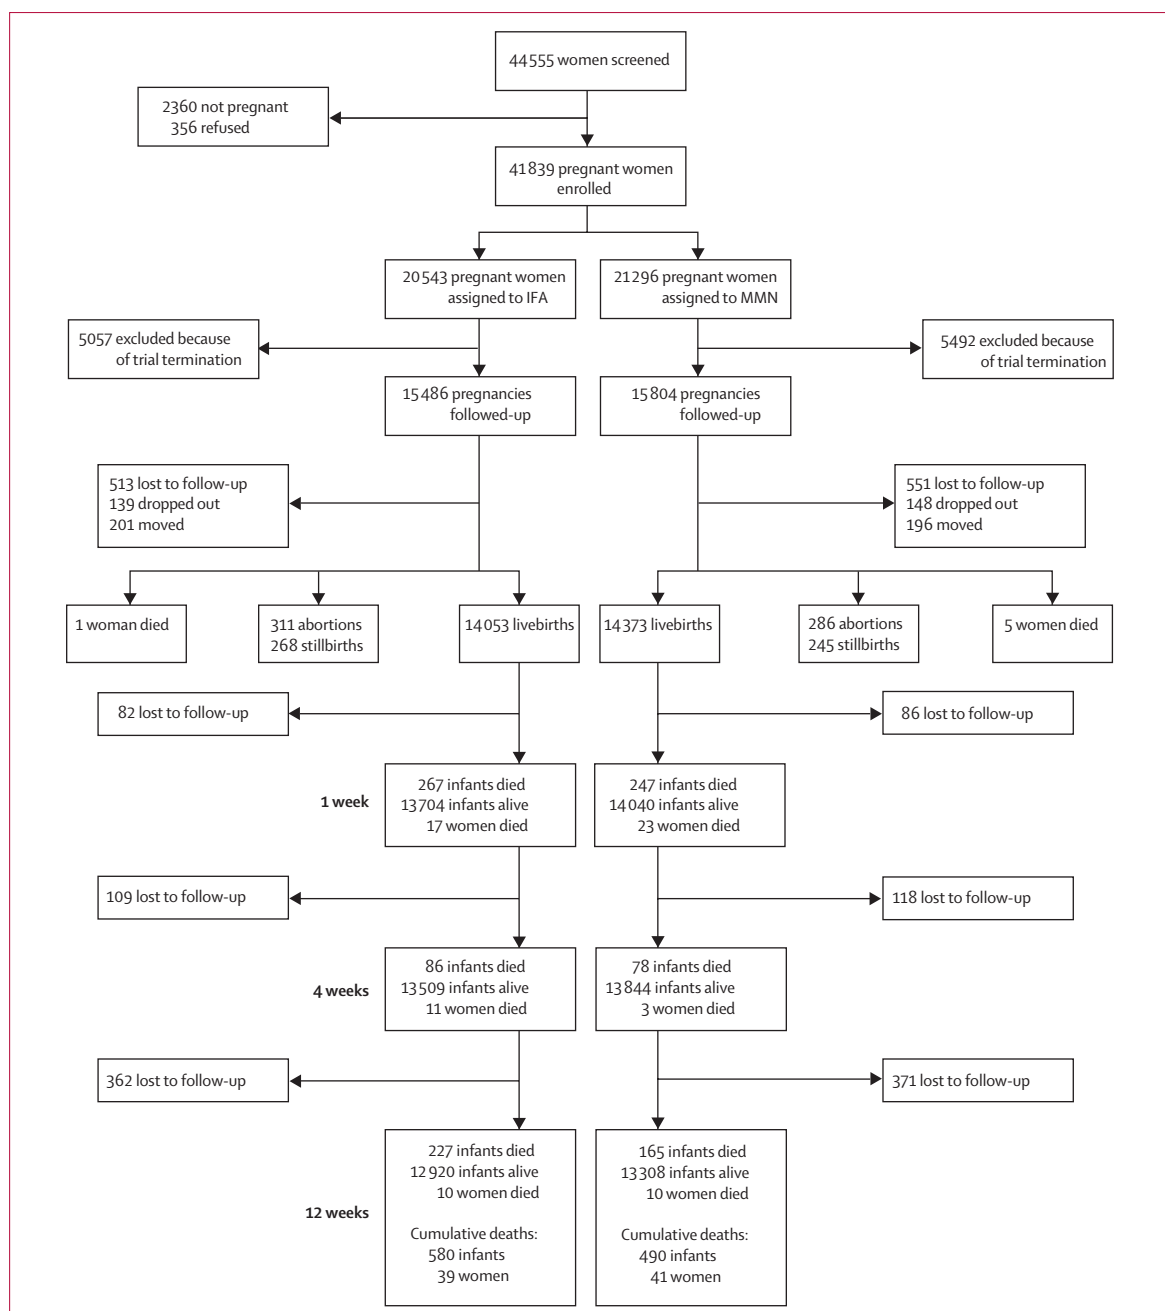 44 555 women screened
2360 not pregnant
356 refused
41 839 pregnant women
enrolled
20 543 pregnant women
assigned to IFA
21 296 pregnant women
assigned to MMN
5057 excluded because
of trial termination
5492 excluded because
of trial termination
15 486 pregnancies
followed-up
15 804 pregnancies
followed-up
513 lost to follow-up
139 dropped out
201 moved
551 lost to follow-up
148 dropped out
196 moved
1 woman died
311 abortions
268 stillbirths
14 053 livebirths
14 373 livebirths
286 abortions
245 stillbirths
5 women died
82 lost to follow-up
86 lost to follow-up
1 week
267 infants died
13 704 infants alive
17 women died
247 infants died
14 040 infants alive
23 women died
109 lost to follow-up
118 lost to follow-up
4 weeks
86 infants died
13 509 infants alive
11 women died
78 infants died
13 844 infants alive
3 women died
362 lost to follow-up
371 lost to follow-up
12 weeks
227 infants died
12 920 infants alive
10 women died
Cumulative deaths:
580 infants
39 women
165 infants died
13 308 infants alive
10 women died
Cumulative deaths:
490 infants
41 women